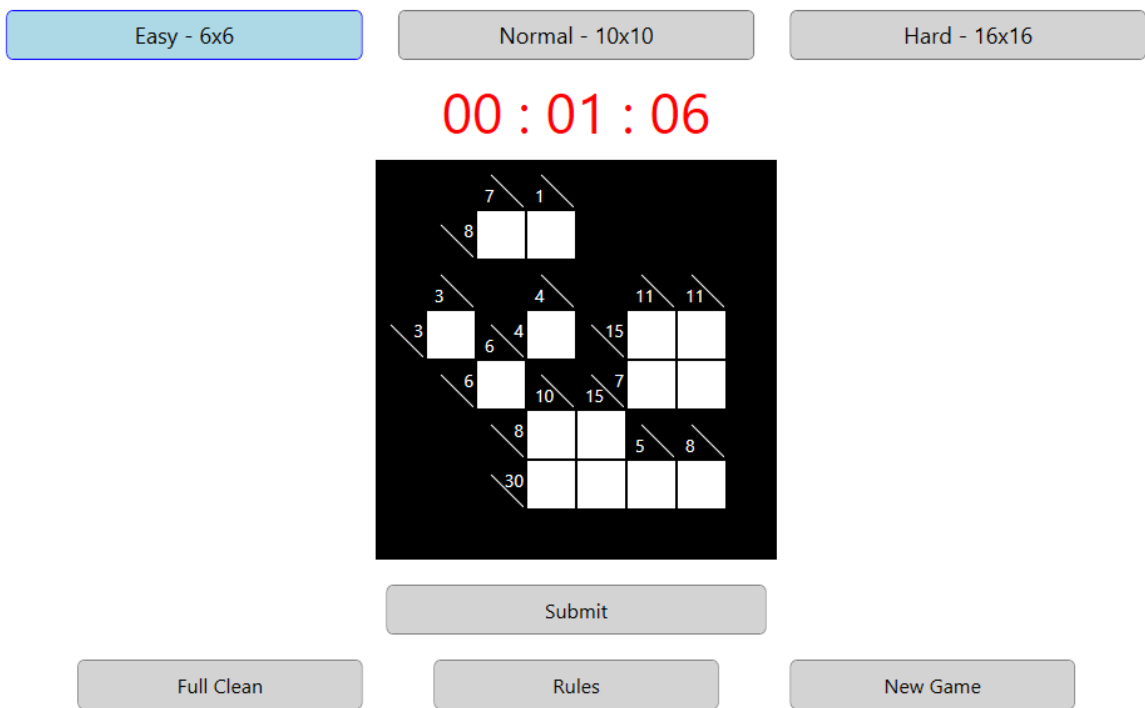 Easy - 6x6 Normal - 10x10 Hard - 16x16
00 : 01 : 06
7 1
8
3 4 11 11
3 4 15
6
6 7
10 15
8
5 8
30
Submit
Full Clean Rules New Game